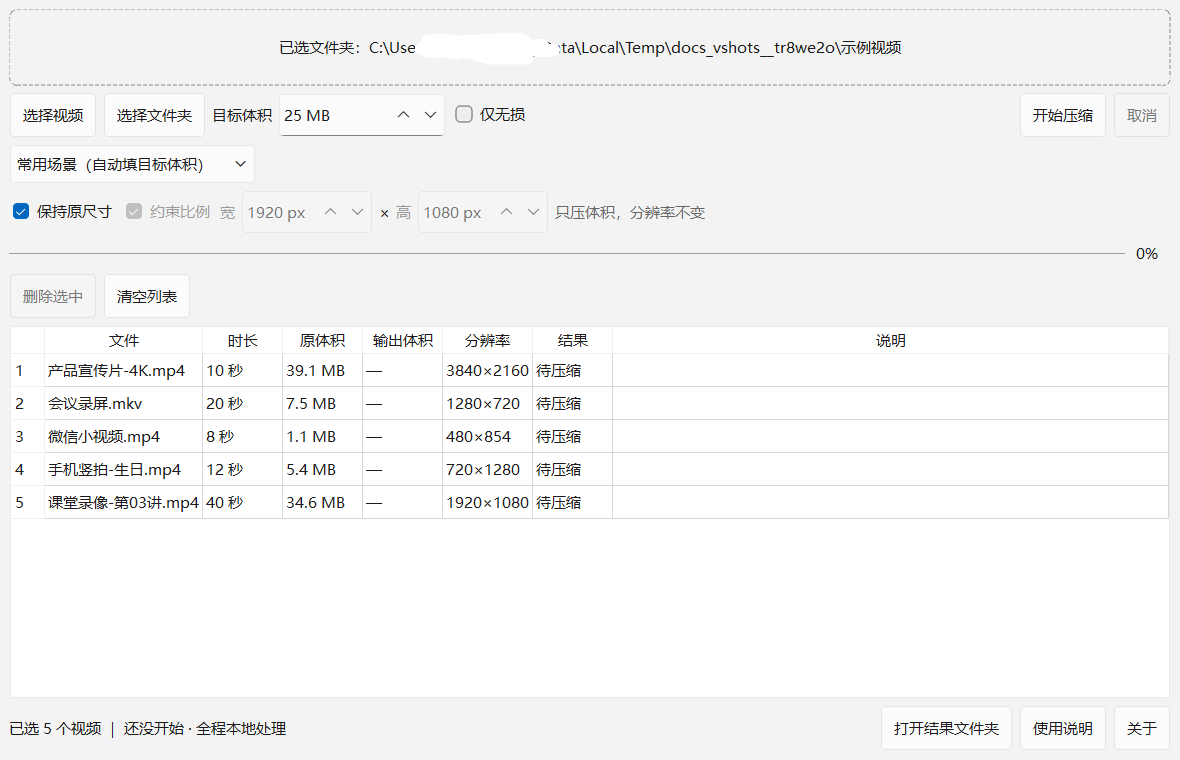 已选文件夹：C:\Use ta\Local\Temp\docs_vshots__tr8we2o\示例视频
选择视频 选择文件夹 目标体积 25 MB 仅无损 开始压缩 取消
常用场景（自动填目标体积）
保持原尺寸 约束比例 宽 1920 px × 高 1080 px 只压体积，分辨率不变
0%
删除选中 清空列表
文件 时长 原体积 输出体积 分辨率 结果 说明
1 产品宣传片-4K.mp4 10 秒 39.1 MB — 3840×2160 待压缩
2 会议录屏.mkv 20 秒 7.5 MB — 1280×720 待压缩
3 微信小视频.mp4 8 秒 1.1 MB — 480×854 待压缩
4 手机竖拍-生日.mp4 12 秒 5.4 MB — 720×1280 待压缩
5 课堂录像-第03讲.mp4 40 秒 34.6 MB — 1920×1080 待压缩
已选 5 个视频 ｜ 还没开始 · 全程本地处理 打开结果文件夹 使用说明 关于